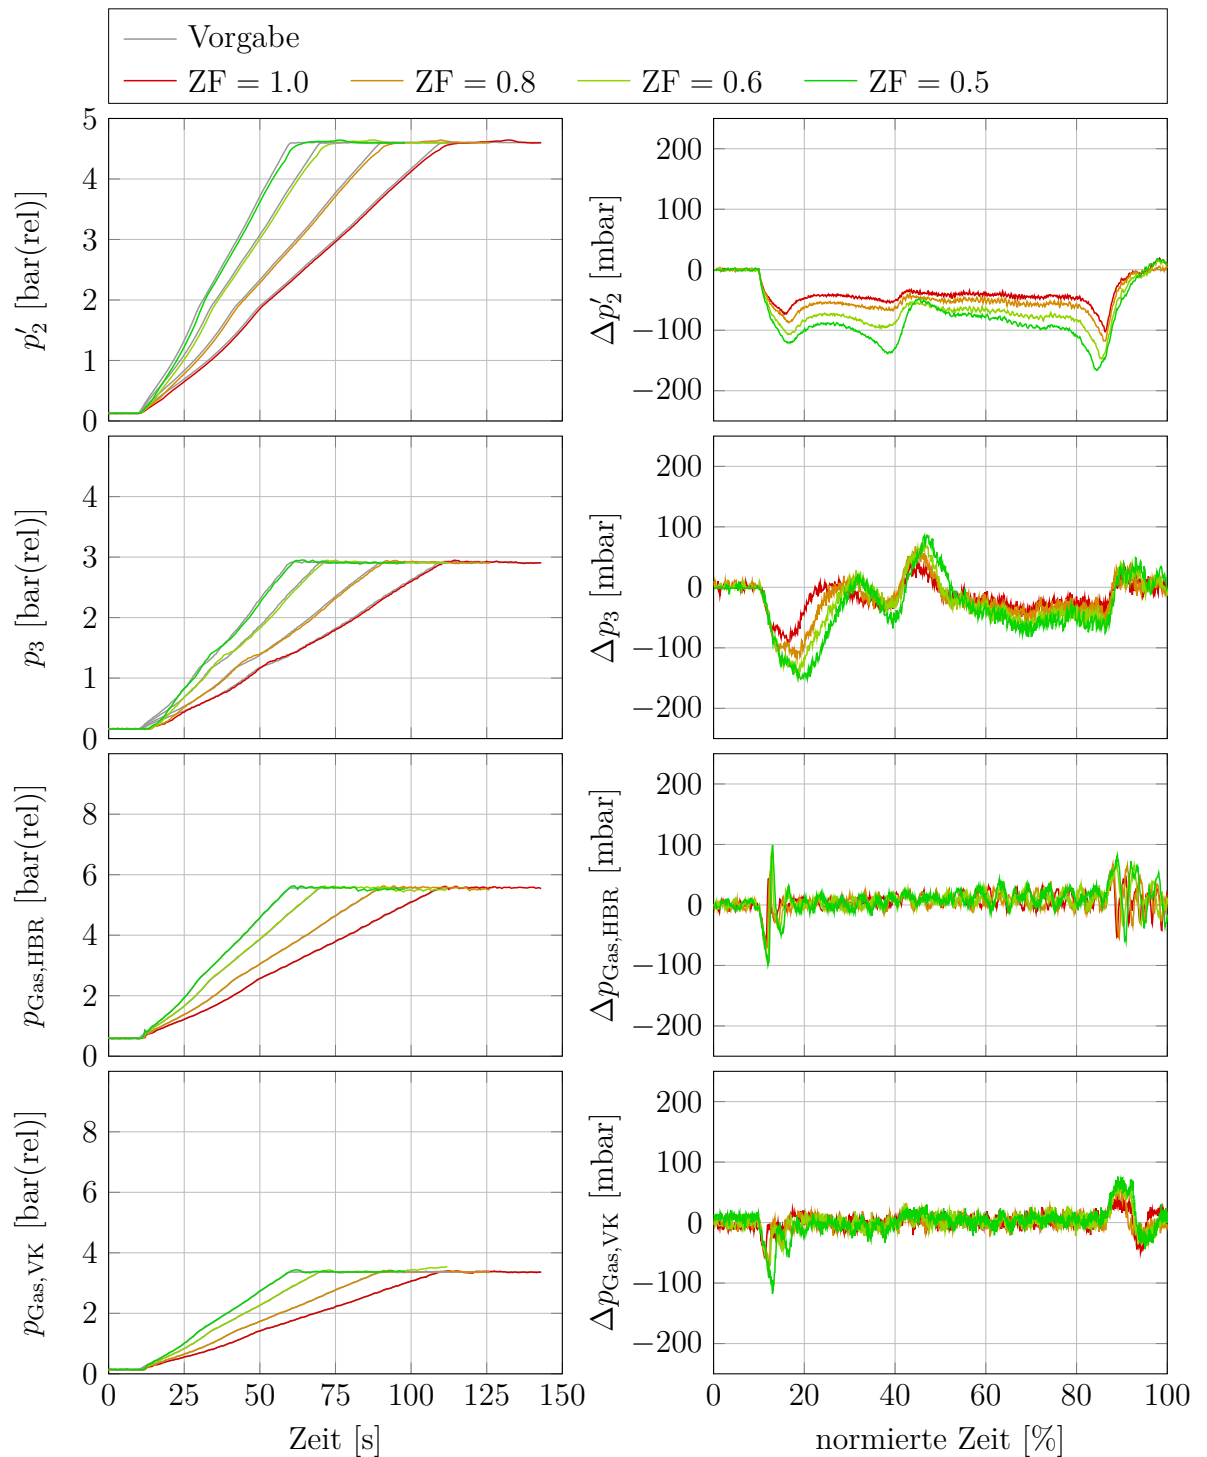 Vorgabe
ZF = 1.0 ZF = 0.8 ZF = 0.6 ZF = 0.5
5
4
3
2
1
0
p′2 [bar(rel)]
200
100
0
−100
−200
Δp′2 [mbar]
4
3
2
1
0
p3 [bar(rel)]
200
100
0
−100
−200
Δp3 [mbar]
8
6
4
2
0
pGas,HBR [bar(rel)]
200
100
0
−100
−200
ΔpGas,HBR [mbar]
8
6
4
2
0
pGas,VK [bar(rel)]
0 25 50 75 100 125 150
Zeit [s]
200
100
0
−100
−200
ΔpGas,VK [mbar]
0 20 40 60 80 100
normierte Zeit [%]